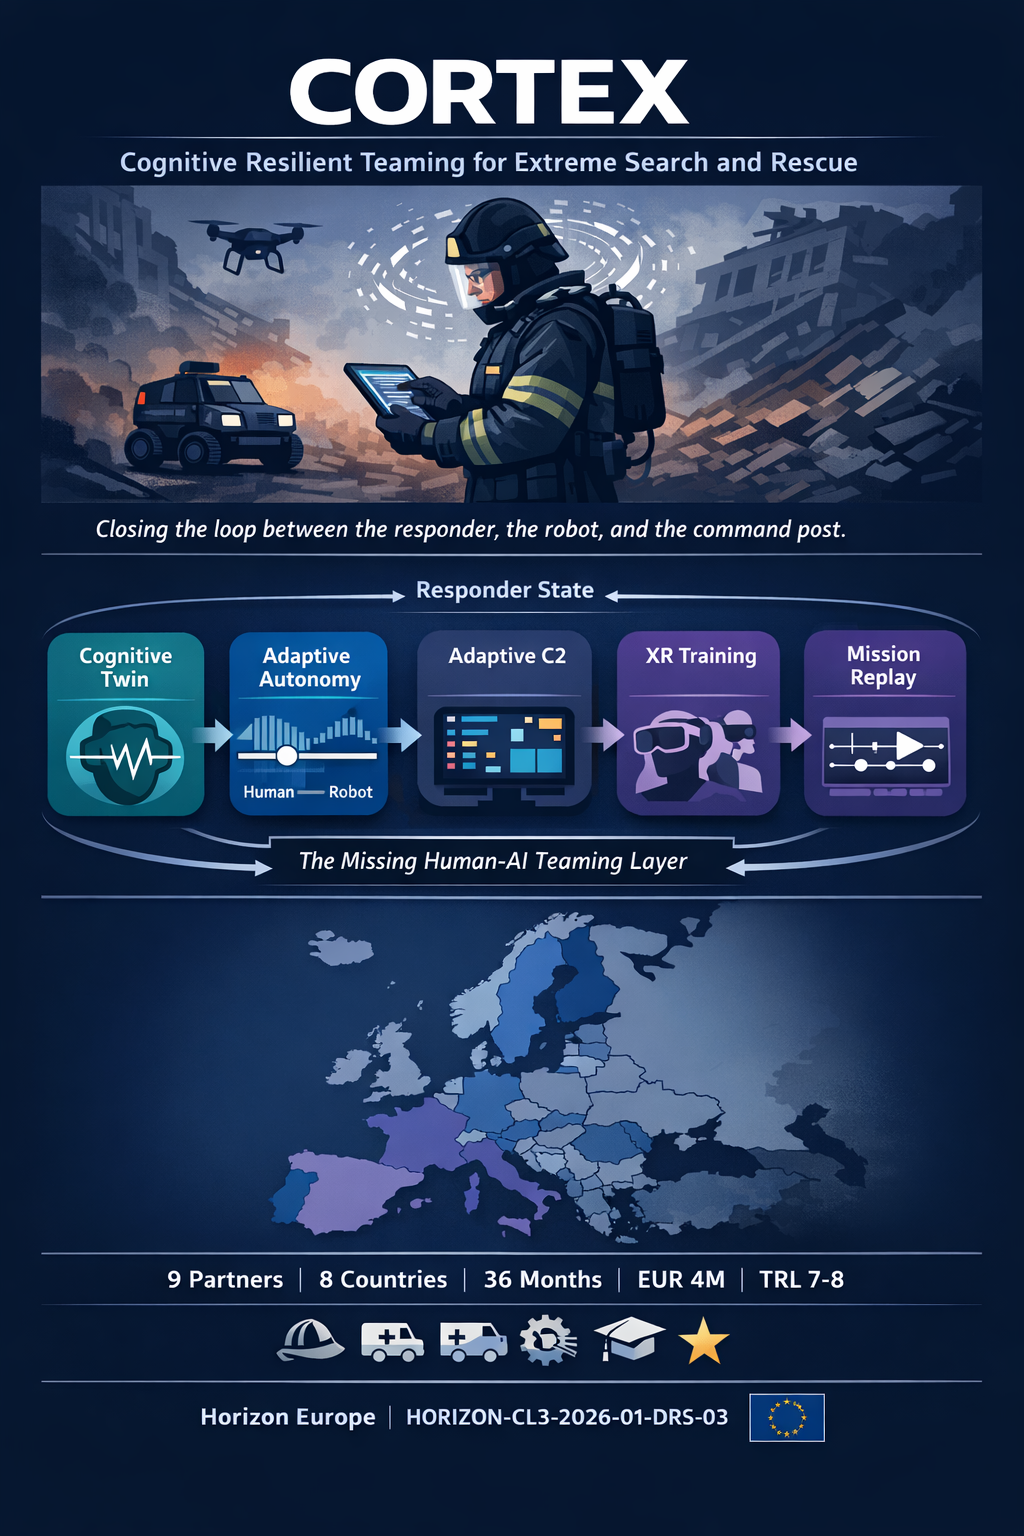 CORTEX
Cognitive Resilient Teaming for Extreme Search and Rescue
Closing the loop between the responder, the robot, and the command post.
Responder State
Cognitive
Twin
Adaptive
Autonomy
Human Robot
Adaptive C2
XR Training
Mission
Replay
The Missing Human-AI Teaming Layer
9 Partners | 8 Countries | 36 Months | EUR 4M | TRL 7-8
Horizon Europe | HORIZON-CL3-2026-01-DRS-03